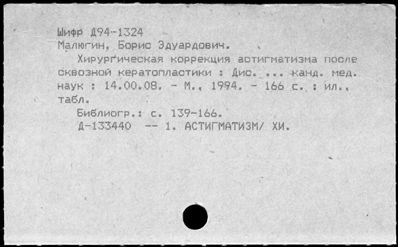 Шифр Д94-1324
Малюгин, Борис Эдуардович.
Хирургическая коррекция астигматизма после
сквозной кератопластики : Дис. ... канд. мед.
наук : 14.00.08. - М., 1994. - 166 с. : ил.,
табл.
Библиогр.: с. 139-166.
Д-133440 -- 1. АСТИГМАТИЗМ/ ХИ.